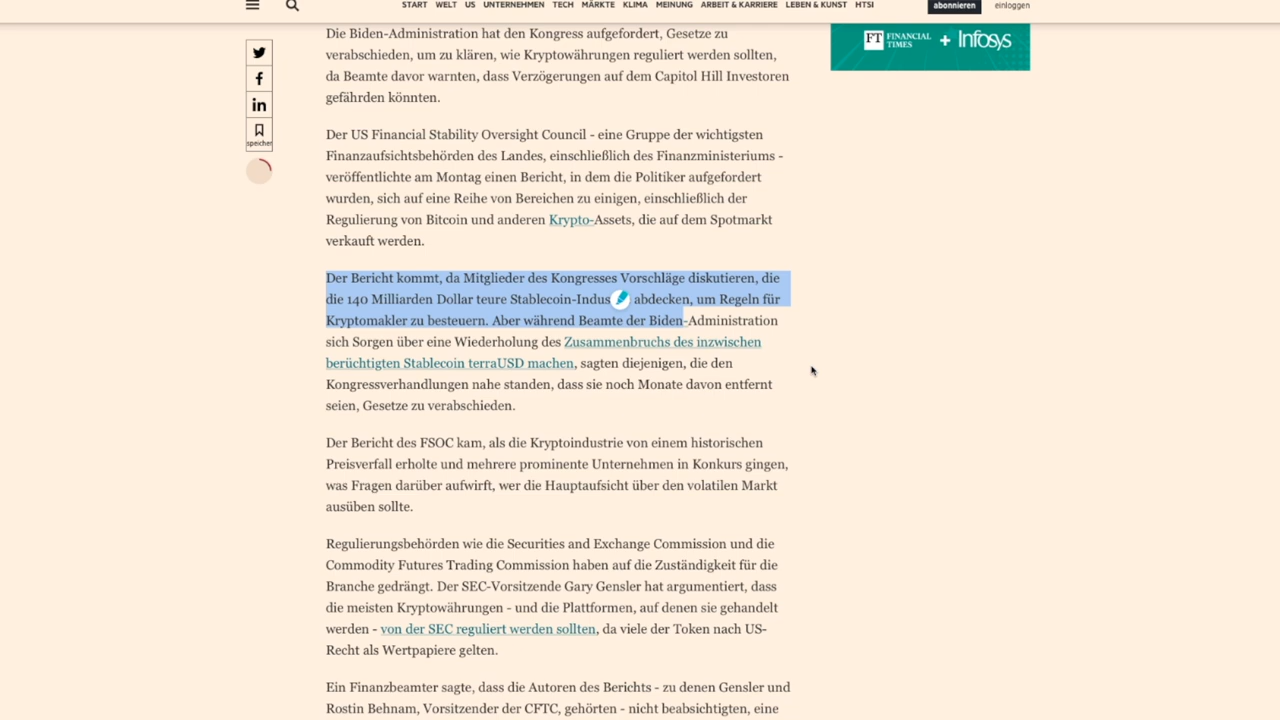 START WELT US UNTERNEHMEN TECH MÄRKTE KLIMA MEINUNG ARBEIT & KARRIERE LEBEN & KUNST HTSI abonnieren einloggen
FT FINANCIAL TIMES + Infosys
speichern
Die Biden-Administration hat den Kongress aufgefordert, Gesetze zu
verabschieden, um zu klären, wie Kryptowährungen reguliert werden sollten,
da Beamte davor warnten, dass Verzögerungen auf dem Capitol Hill Investoren
gefährden könnten.
Der US Financial Stability Oversight Council - eine Gruppe der wichtigsten
Finanzaufsichtsbehörden des Landes, einschließlich des Finanzministeriums -
veröffentlichte am Montag einen Bericht, in dem die Politiker aufgefordert
wurden, sich auf eine Reihe von Bereichen zu einigen, einschließlich der
Regulierung von Bitcoin und anderen Krypto-Assets, die auf dem Spotmarkt
verkauft werden.
Der Bericht kommt, da Mitglieder des Kongresses Vorschläge diskutieren, die
die 140 Milliarden Dollar teure Stablecoin-Indus abdecken, um Regeln für
Kryptomakler zu besteuern. Aber während Beamte der Biden-Administration
sich Sorgen über eine Wiederholung des Zusammenbruchs des inzwischen
berüchtigten Stablecoin terraUSD machen, sagten diejenigen, die den
Kongressverhandlungen nahe standen, dass sie noch Monate davon entfernt
seien, Gesetze zu verabschieden.
Der Bericht des FSOC kam, als die Kryptoindustrie von einem historischen
Preisverfall erholte und mehrere prominente Unternehmen in Konkurs gingen,
was Fragen darüber aufwirft, wer die Hauptaufsicht über den volatilen Markt
ausüben sollte.
Regulierungsbehörden wie die Securities and Exchange Commission und die
Commodity Futures Trading Commission haben auf die Zuständigkeit für die
Branche gedrängt. Der SEC-Vorsitzende Gary Gensler hat argumentiert, dass
die meisten Kryptowährungen - und die Plattformen, auf denen sie gehandelt
werden - von der SEC reguliert werden sollten, da viele der Token nach US-
Recht als Wertpapiere gelten.
Ein Finanzbeamter sagte, dass die Autoren des Berichts - zu denen Gensler und
Rostin Behnam, Vorsitzender der CFTC, gehörten - nicht beabsichtigten, eine